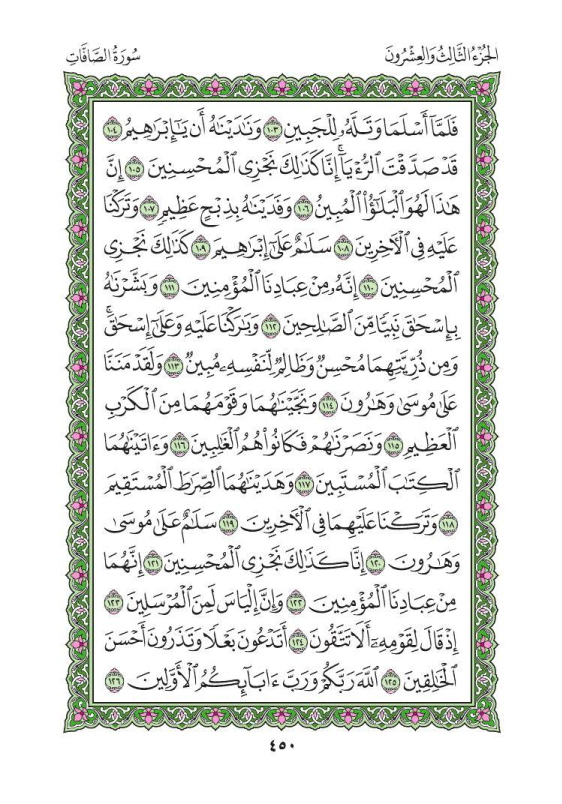 الجُزْءُ الثَّالِثُ وَالعِشْرُونَ
سُورَةُ الصَّافَّاتِ
فَلَمَّآ أَسْلَمَا وَتَلَّهُۥ لِلْجَبِينِ ١٠٣ وَنَٰدَيْنَٰهُ أَن يَٰٓإِبْرَٰهِيمُ ١٠٤
قَدْ صَدَّقْتَ ٱلرُّءْيَآۚ إِنَّا كَذَٰلِكَ نَجْزِى ٱلْمُحْسِنِينَ ١٠٥ إِنَّ
هَٰذَا لَهُوَ ٱلْبَلَٰٓؤُا۟ ٱلْمُبِينُ ١٠٦ وَفَدَيْنَٰهُ بِذِبْحٍ عَظِيمٍ ١٠٧ وَتَرَكْنَا
عَلَيْهِ فِى ٱلْءَاخِرِينَ ١٠٨ سَلَٰمٌ عَلَىٰٓ إِبْرَٰهِيمَ ١٠٩ كَذَٰلِكَ نَجْزِى
ٱلْمُحْسِنِينَ ١١٠ إِنَّهُۥ مِنْ عِبَادِنَا ٱلْمُؤْمِنِينَ ١١١ وَبَشَّرْنَٰهُ
بِإِسْحَٰقَ نَبِيًّا مِّنَ ٱلصَّٰلِحِينَ ١١٢ وَبَٰرَكْنَا عَلَيْهِ وَعَلَىٰٓ إِسْحَٰقَۚ
وَمِن ذُرِّيَّتِهِمَا مُحْسِنٌ وَظَالِمٌ لِّنَفْسِهِۦ مُبِينٌ ١١٣ وَلَقَدْ مَنَنَّا
عَلَىٰ مُوسَىٰ وَهَٰرُونَ ١١٤ وَنَجَّيْنَٰهُمَا وَقَوْمَهُمَا مِنَ ٱلْكَرْبِ
ٱلْعَظِيمِ ١١٥ وَنَصَرْنَٰهُمْ فَكَانُوا۟ هُمُ ٱلْغَٰلِبِينَ ١١٦ وَءَاتَيْنَٰهُمَا
ٱلْكِتَٰبَ ٱلْمُسْتَبِينَ ١١٧ وَهَدَيْنَٰهُمَا ٱلصِّرَٰطَ ٱلْمُسْتَقِيمَ
١١٨ وَتَرَكْنَا عَلَيْهِمَا فِى ٱلْءَاخِرِينَ ١١٩ سَلَٰمٌ عَلَىٰ مُوسَىٰ
وَهَٰرُونَ ١٢٠ إِنَّا كَذَٰلِكَ نَجْزِى ٱلْمُحْسِنِينَ ١٢١ إِنَّهُمَا
مِنْ عِبَادِنَا ٱلْمُؤْمِنِينَ ١٢٢ وَإِنَّ إِلْيَاسَ لَمِنَ ٱلْمُرْسَلِينَ ١٢٣
إِذْ قَالَ لِقَوْمِهِۦٓ أَلَا تَتَّقُونَ ١٢٤ أَتَدْعُونَ بَعْلًا وَتَذَرُونَ أَحْسَنَ
ٱلْخَٰلِقِينَ ١٢٥ ٱللَّهَ رَبَّكُمْ وَرَبَّ ءَابَآئِكُمُ ٱلْأَوَّلِينَ ١٢٦
٤٥٠